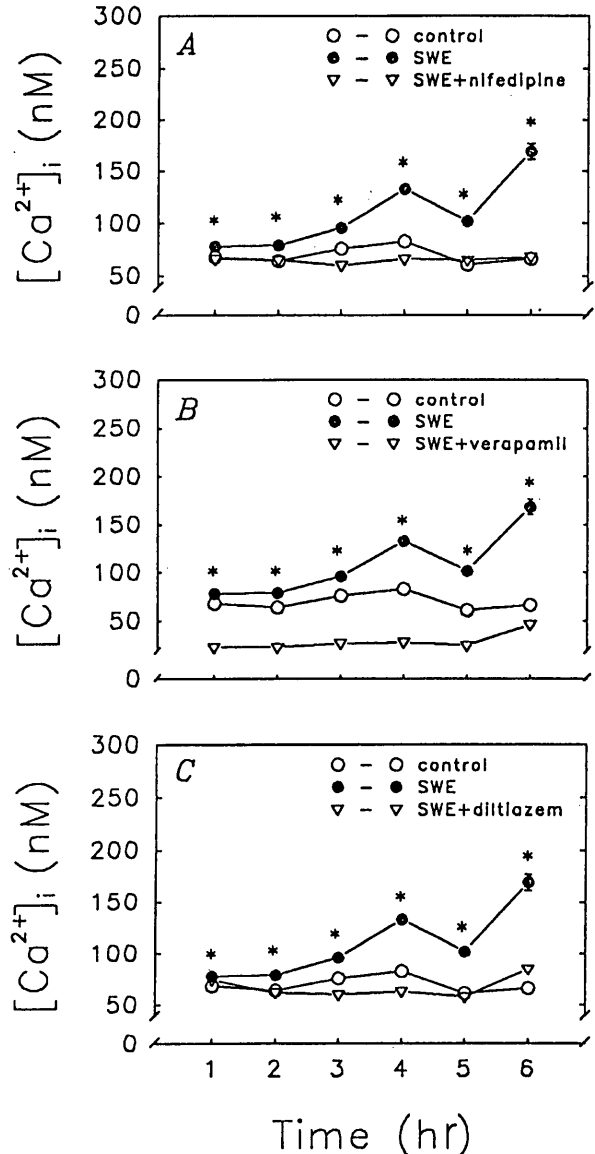 A
○ – ○ control
● – ● SWE
▽ – ▽ SWE+nifedipine
[Ca²⁺]ᵢ (nM)
300
250
200
150
100
50
0
* * * * * *
B
○ – ○ control
● – ● SWE
▽ – ▽ SWE+verapamil
[Ca²⁺]ᵢ (nM)
300
250
200
150
100
50
0
* * * * * *
C
○ – ○ control
● – ● SWE
▽ – ▽ SWE+diltiazem
[Ca²⁺]ᵢ (nM)
300
250
200
150
100
50
0
* * * * * *
1 2 3 4 5 6
Time (hr)